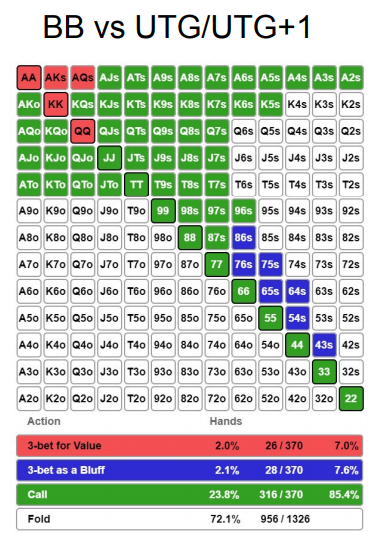 BB vs UTG/UTG+1
AA AKs AQs AJs ATs A9s A8s A7s A6s A5s A4s A3s A2s
AKo KK KQs KJs KTs K9s K8s K7s K6s K5s K4s K3s K2s
AQo KQo QQ QJs QTs Q9s Q8s Q7s Q6s Q5s Q4s Q3s Q2s
AJo KJo QJo JJ JTs J9s J8s J7s J6s J5s J4s J3s J2s
ATo KTo QTo JTo TT T9s T8s T7s T6s T5s T4s T3s T2s
A9o K9o Q9o J9o T9o 99 98s 97s 96s 95s 94s 93s 92s
A8o K8o Q8o J8o T8o 98o 88 87s 86s 85s 84s 83s 82s
A7o K7o Q7o J7o T7o 97o 87o 77 76s 75s 74s 73s 72s
A6o K6o Q6o J6o T6o 96o 86o 76o 66 65s 64s 63s 62s
A5o K5o Q5o J5o T5o 95o 85o 75o 65o 55 54s 53s 52s
A4o K4o Q4o J4o T4o 94o 84o 74o 64o 54o 44 43s 42s
A3o K3o Q3o J3o T3o 93o 83o 73o 63o 53o 43o 33 32s
A2o K2o Q2o J2o T2o 92o 82o 72o 62o 52o 42o 32o 22
Action Hands
3-bet for Value 2.0% 26 / 370 7.0%
3-bet as a Bluff 2.1% 28 / 370 7.6%
Call 23.8% 316 / 370 85.4%
Fold 72.1% 956 / 1326